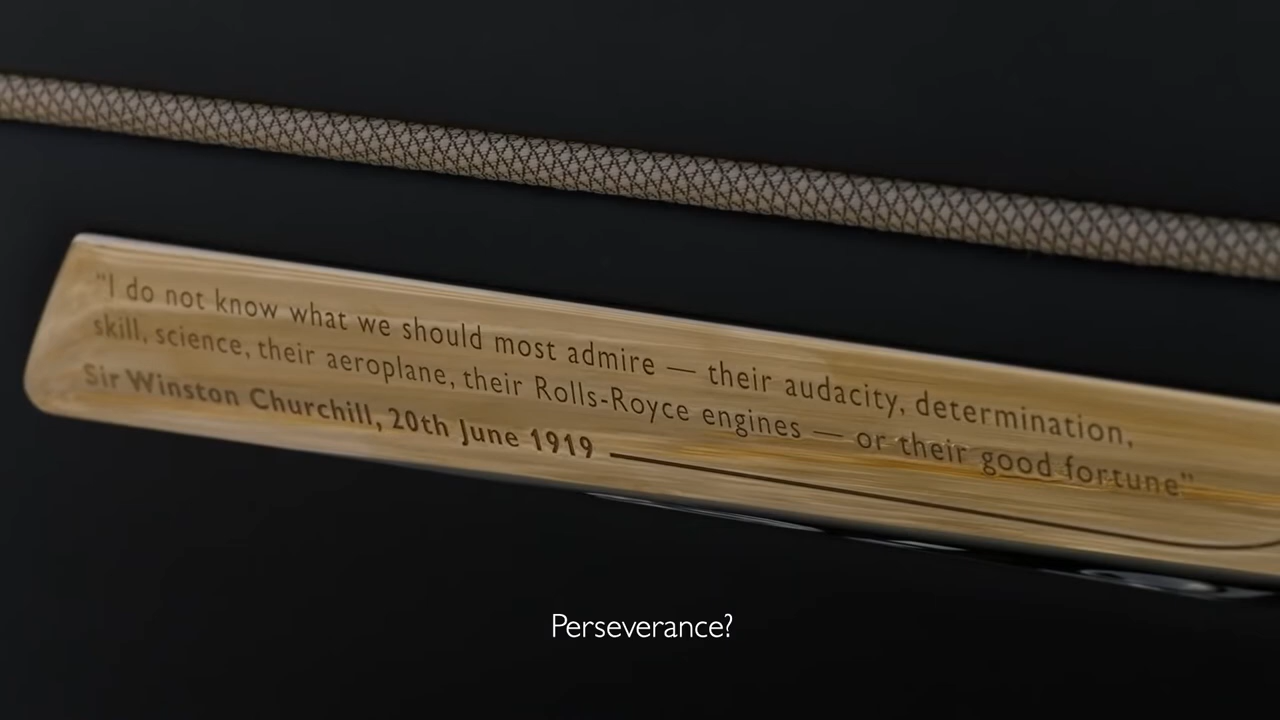 "I do not know what we should most admire — their audacity, determination,
skill, science, their aeroplane, their Rolls-Royce engines — or their good fortune"
Sir Winston Churchill, 20th June 1919
Perseverance?